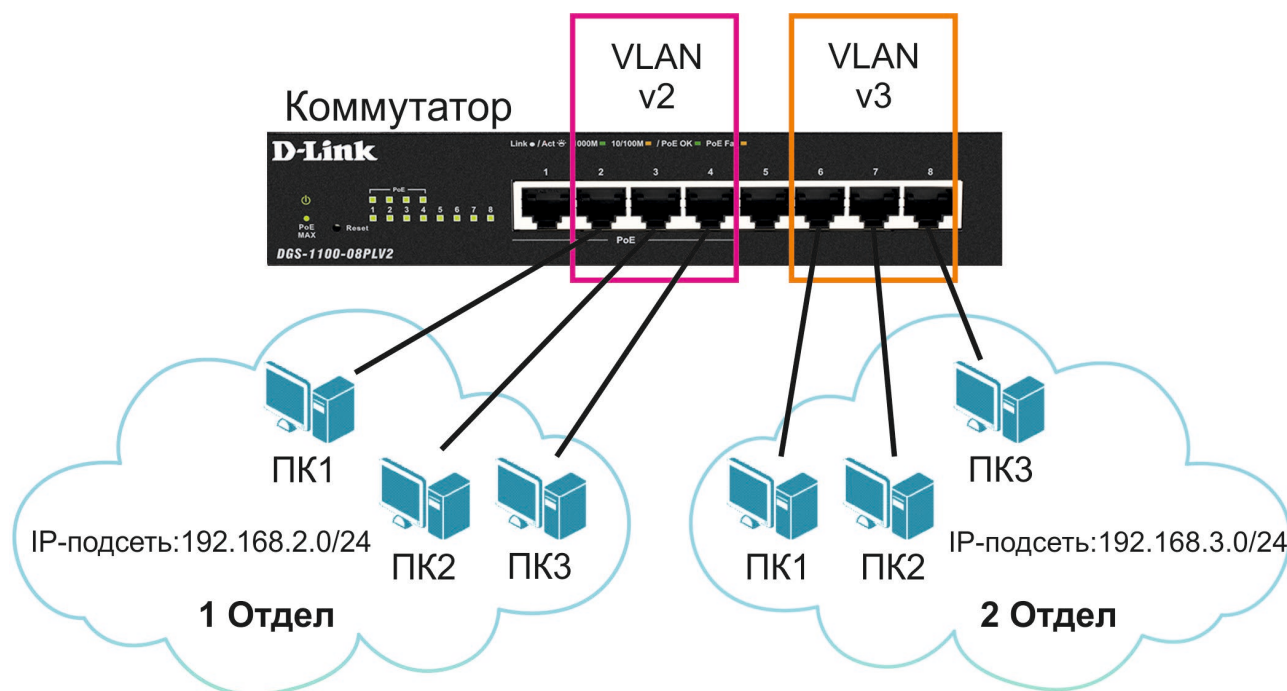 VLAN
v2
VLAN
v3
Коммутатор
D-Link
Link / Act 000M 10/100M / PoE OK PoE Fa
1 2 3 4 5 6 7 8
PoE
1 2 3 4 5 6 7 8
PoE
MAX
Reset
PoE
DGS-1100-08PLV2
ПК1
ПК2
ПК3
IP-подсеть:192.168.2.0/24
1 Отдел
ПК3
ПК1
ПК2
IP-подсеть:192.168.3.0/24
2 Отдел